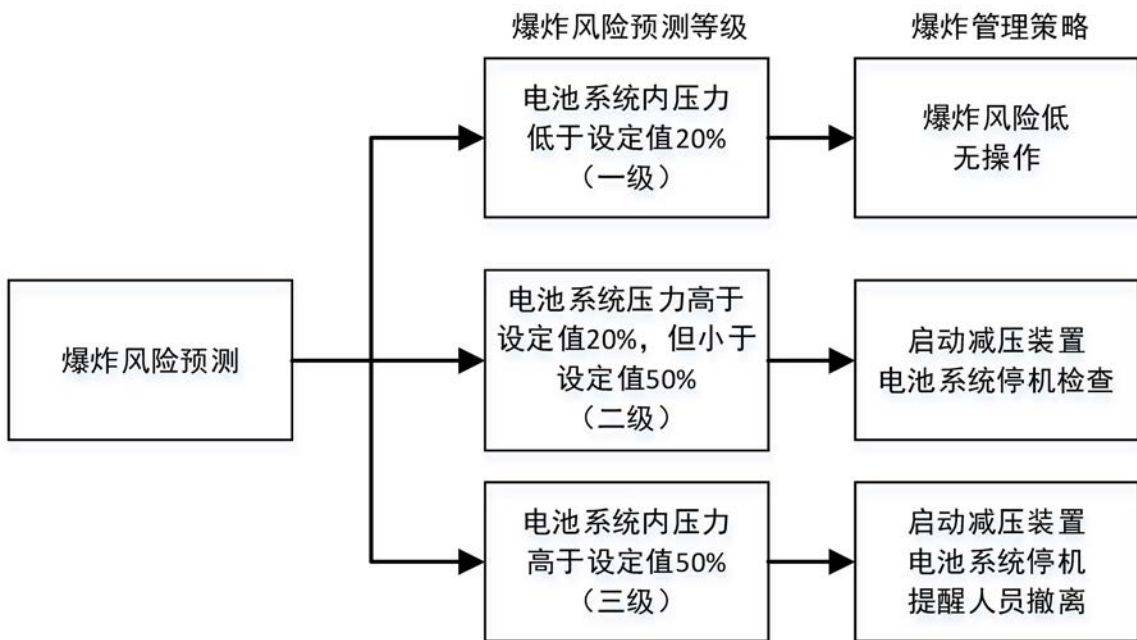 爆炸风险预测等级
爆炸管理策略
电池系统内压力
低于设定值20%
（一级）
爆炸风险低
无操作
爆炸风险预测
电池系统压力高于
设定值20%，但小于
设定值50%
（二级）
启动减压装置
电池系统停机检查
电池系统内压力
高于设定值50%
（三级）
启动减压装置
电池系统停机
提醒人员撤离